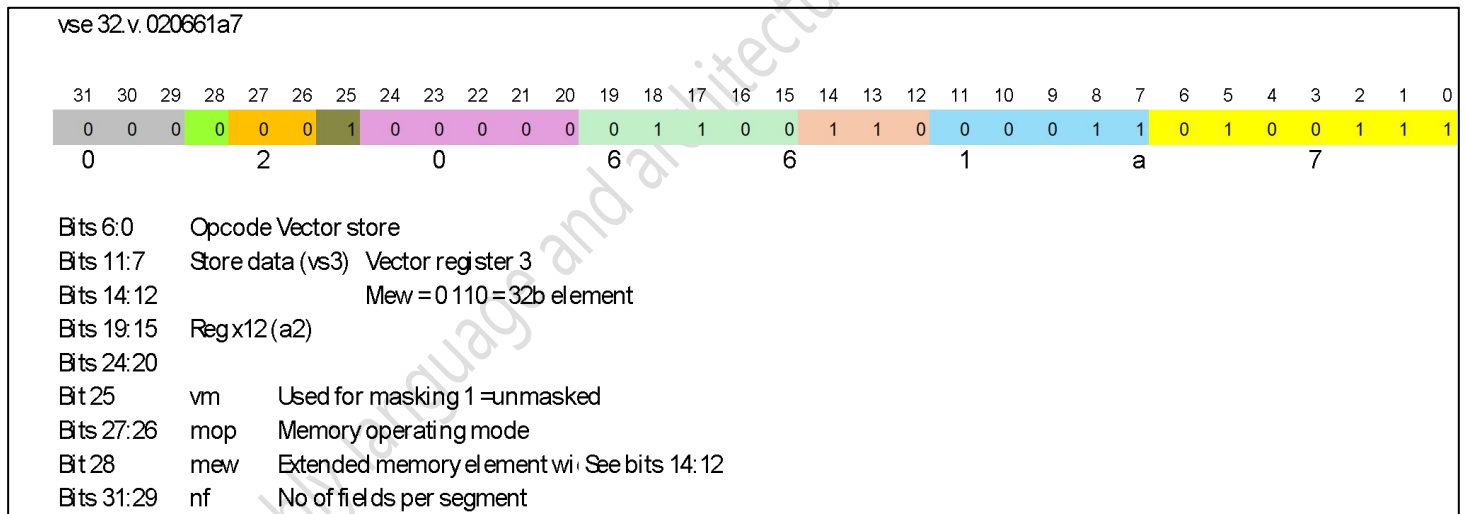 vse 32.v. 020661a7
31 30 29 28 27 26 25 24 23 22 21 20 19 18 17 16 15 14 13 12 11 10 9 8 7 6 5 4 3 2 1 0
0 0 0 0 0 0 1 0 0 0 0 0 0 1 1 0 0 1 1 0 0 0 0 1 1 0 1 0 0 1 1 1
0 2 0 6 6 1 a 7
Bits 6:0 Opcode Vector store
Bits 11:7 Store data (vs3) Vector register 3
Bits 14:12 Mew = 0 110 = 32b element
Bits 19:15 Reg x12 (a2)
Bits 24:20
Bit 25 vm Used for masking 1 =unmasked
Bits 27:26 mop Memory operating mode
Bit 28 mew Extended memory element wi See bits 14:12
Bits 31:29 nf No of fields per segment
language and